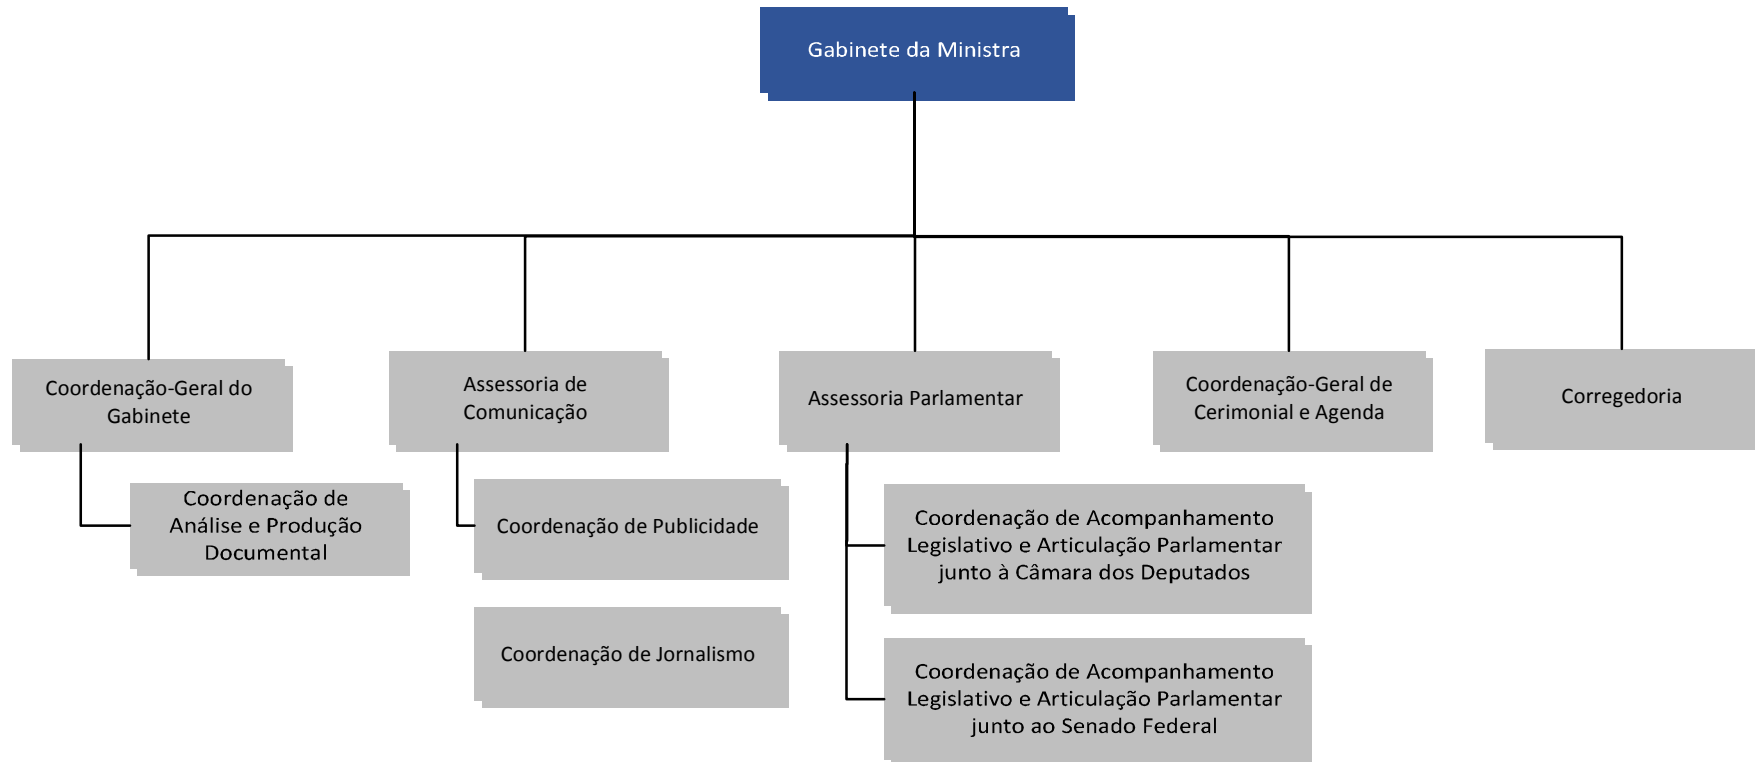 Gabinete da Ministra
Coordenação-Geral do
Gabinete
Assessoria de
Comunicação
Assessoria Parlamentar
Coordenação-Geral de
Cerimonial e Agenda
Corregedoria
Coordenação de
Análise e Produção
Documental
Coordenação de Publicidade
Coordenação de Jornalismo
Coordenação de Acompanhamento
Legislativo e Articulação Parlamentar
junto à Câmara dos Deputados
Coordenação de Acompanhamento
Legislativo e Articulação Parlamentar
junto ao Senado Federal